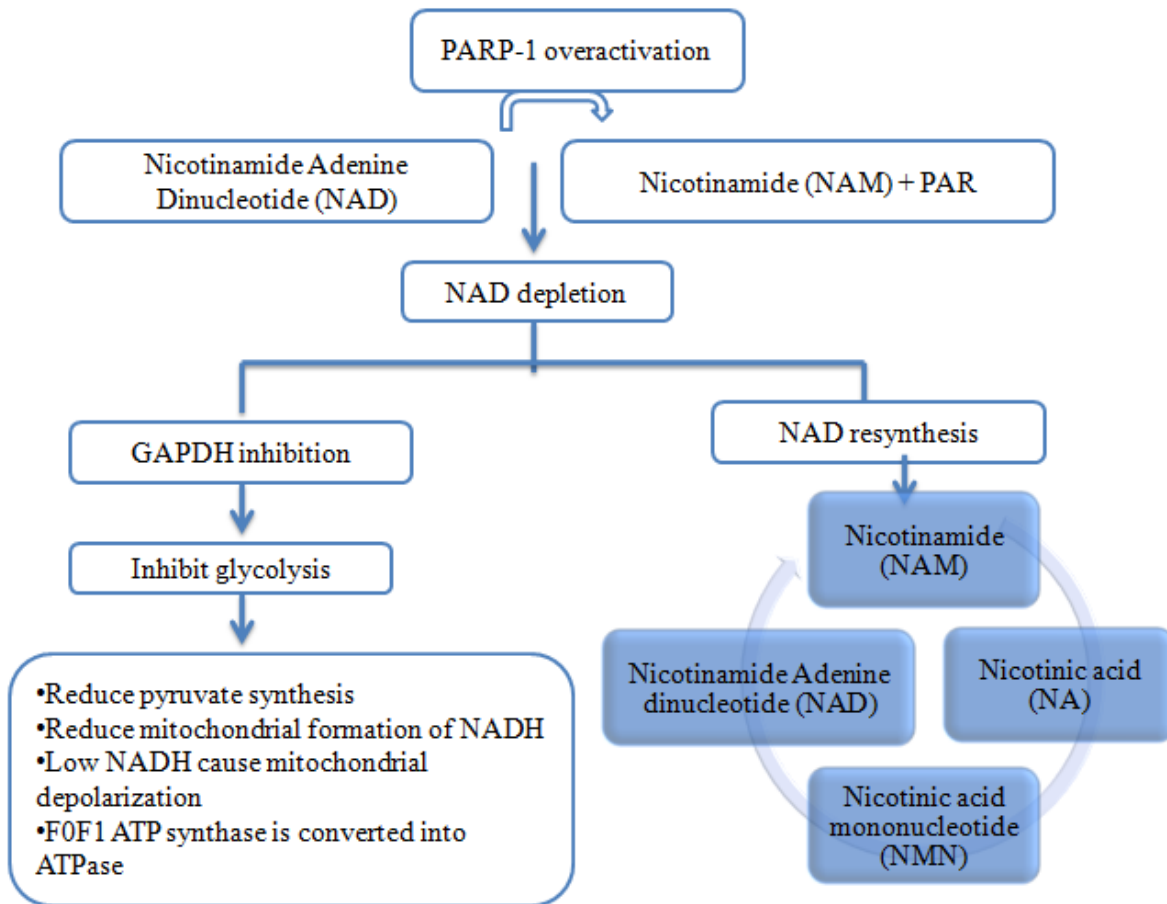 PARP-1 overactivation
Nicotinamide Adenine
Dinucleotide (NAD)
Nicotinamide (NAM) + PAR
NAD depletion
GAPDH inhibition
NAD resynthesis
Inhibit glycolysis
•Reduce pyruvate synthesis
•Reduce mitochondrial formation of NADH
•Low NADH cause mitochondrial
depolarization
•F0F1 ATP synthase is converted into
ATPase
Nicotinamide
(NAM)
Nicotinamide Adenine
dinucleotide (NAD)
Nicotinic acid
(NA)
Nicotinic acid
mononucleotide
(NMN)